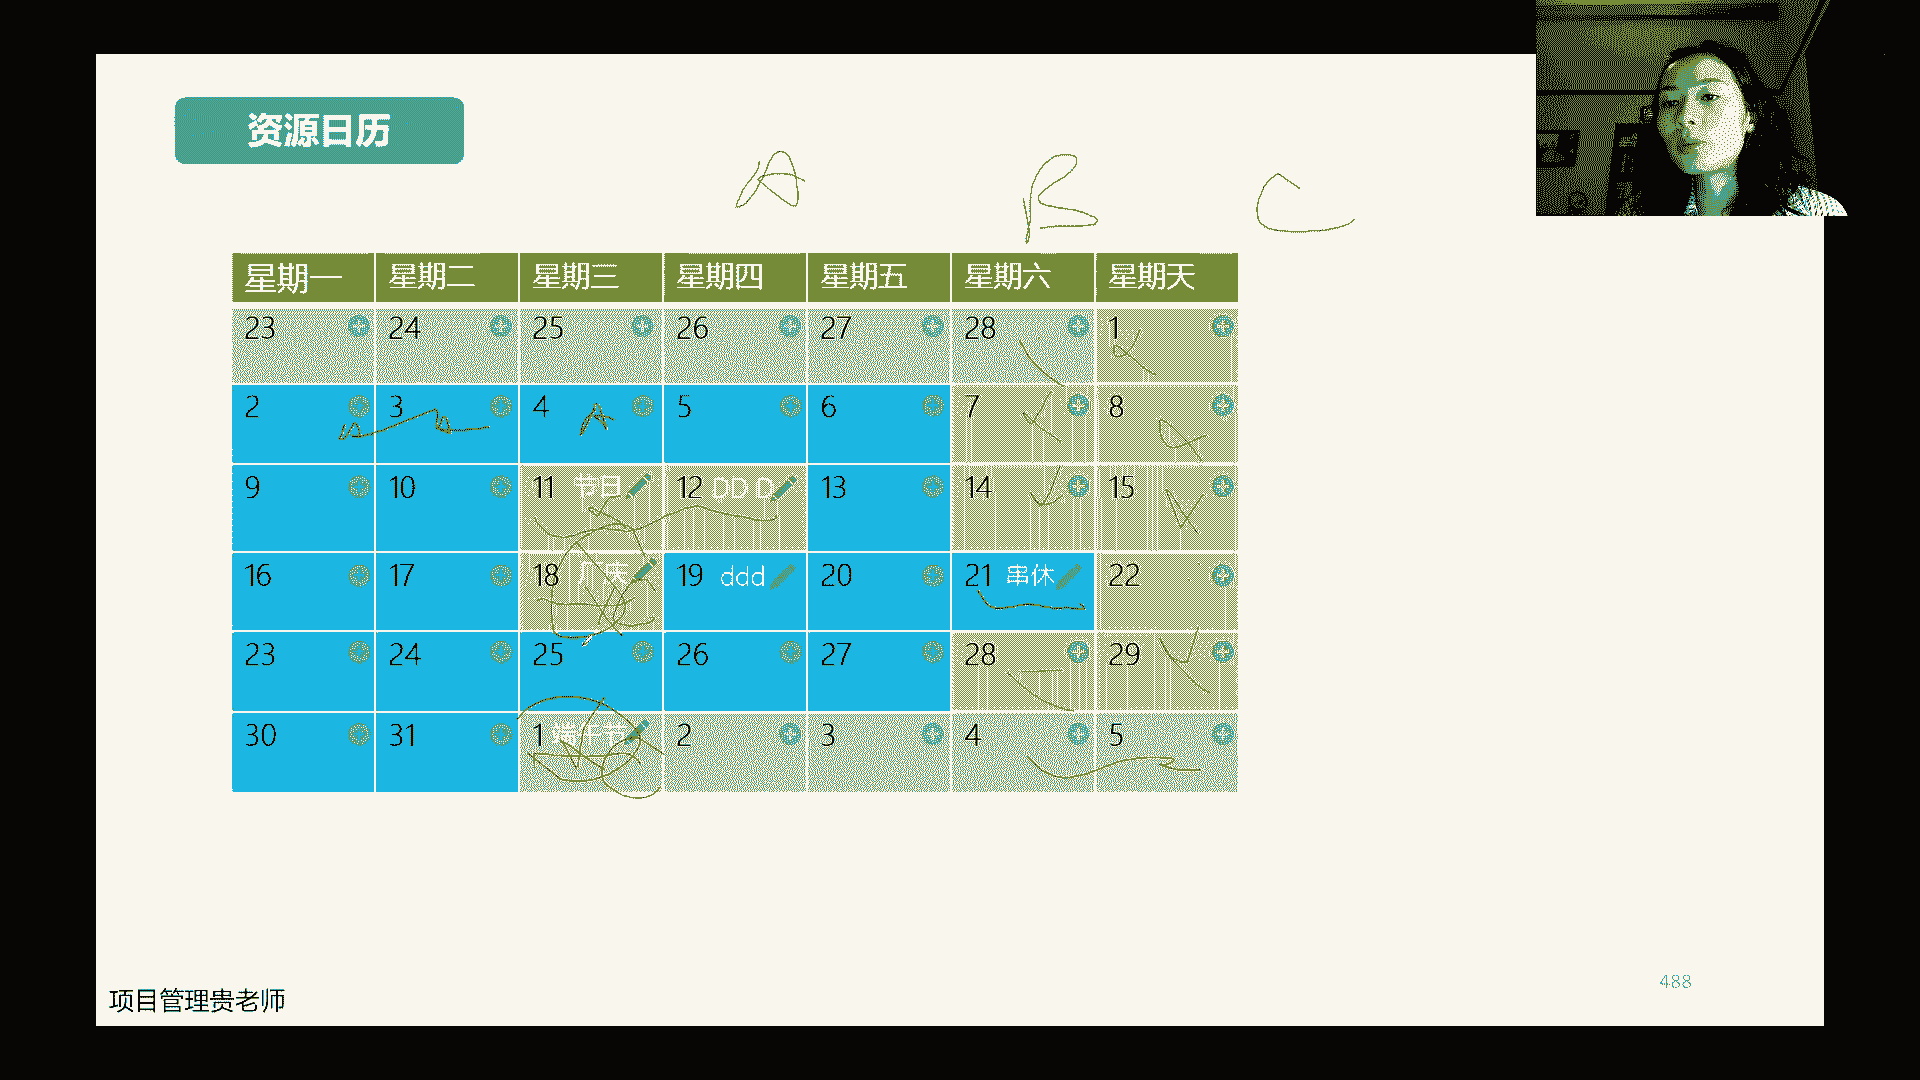 资源日历
A B C
星期一 星期二 星期三 星期四 星期五 星期六 星期天
23 24 25 26 27 28 1
2 3 4 5 6 7 8
A
9 10 11 节日 12 DD D 13 14 15
16 17 18 厂庆 19 ddd 20 21 串休 22
23 24 25 26 27 28 29
30 31 1 端午节 2 3 4 5
项目管理贵老师
488